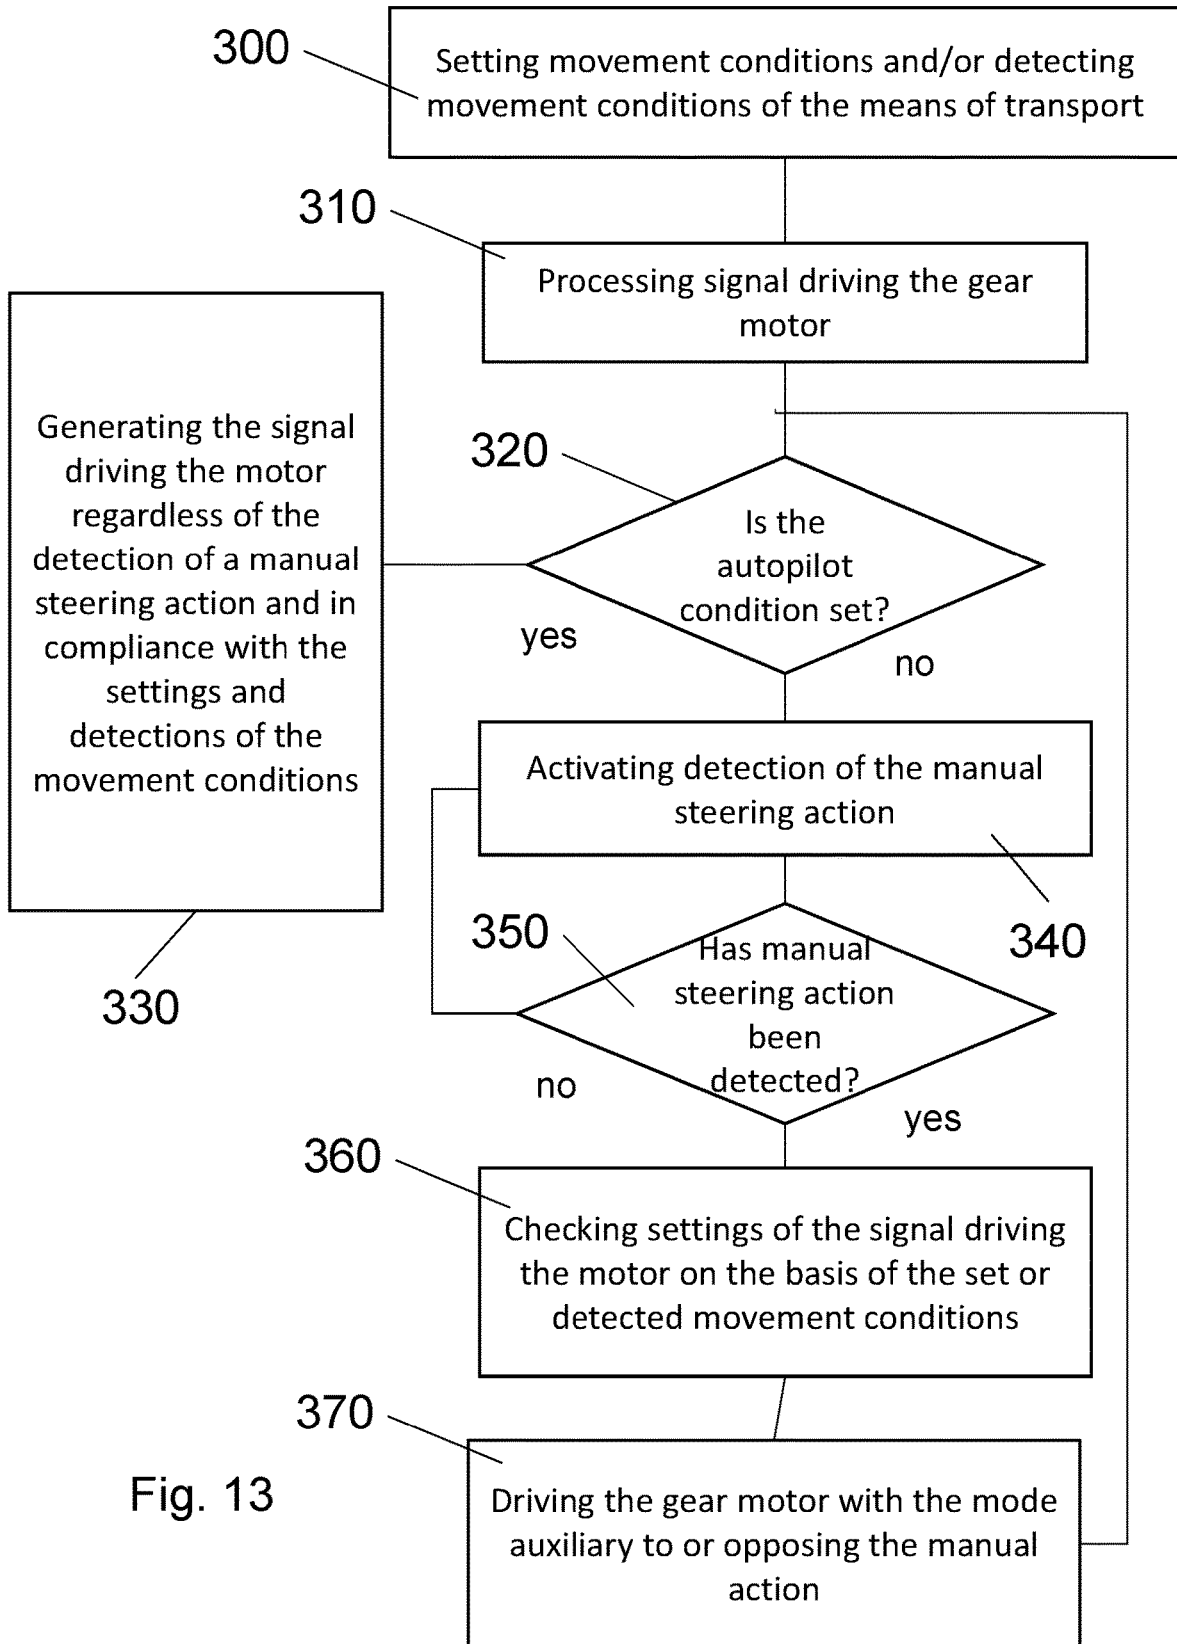 300
Setting movement conditions and/or detecting
movement conditions of the means of transport
310
Processing signal driving the gear
motor
Generating the signal
driving the motor
regardless of the
detection of a manual
steering action and in
compliance with the
settings and
detections of the
movement conditions
330
320
Is the
autopilot
condition set?
yes
no
Activating detection of the manual
steering action
340
350
Has manual
steering action
been
detected?
no
yes
360
Checking settings of the signal driving
the motor on the basis of the set or
detected movement conditions
370
Driving the gear motor with the mode
auxiliary to or opposing the manual
action
Fig. 13